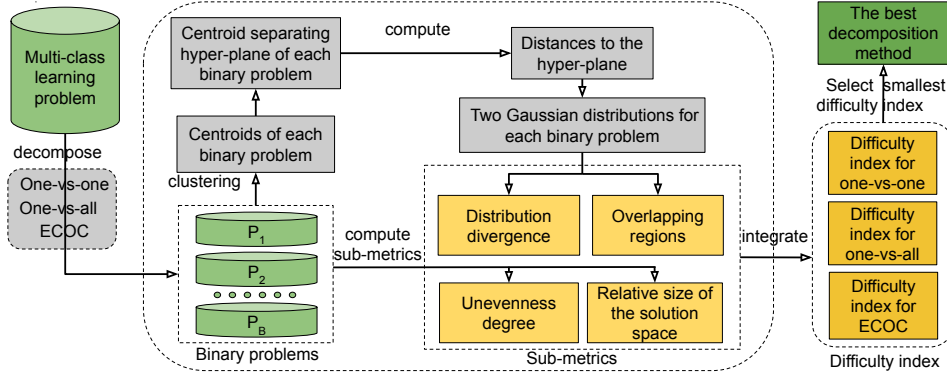 Multi-class
learning
problem
decompose
One-vs-one
One-vs-all
ECOC
Centroid separating
hyper-plane of each
binary problem
Centroids of each
binary problem
clustering
P1
P2
PB
Binary problems
compute
Distances to the
hyper-plane
Two Gaussian distributions for
each binary problem
compute
sub-metrics
Distribution
divergence
Overlapping
regions
Unevenness
degree
Relative size of
the solution
space
Sub-metrics
integrate
The best
decomposition
method
Select smallest
difficulty index
Difficulty
index for
one-vs-one
Difficulty
index for
one-vs-all
Difficulty
index for
ECOC
Difficulty index